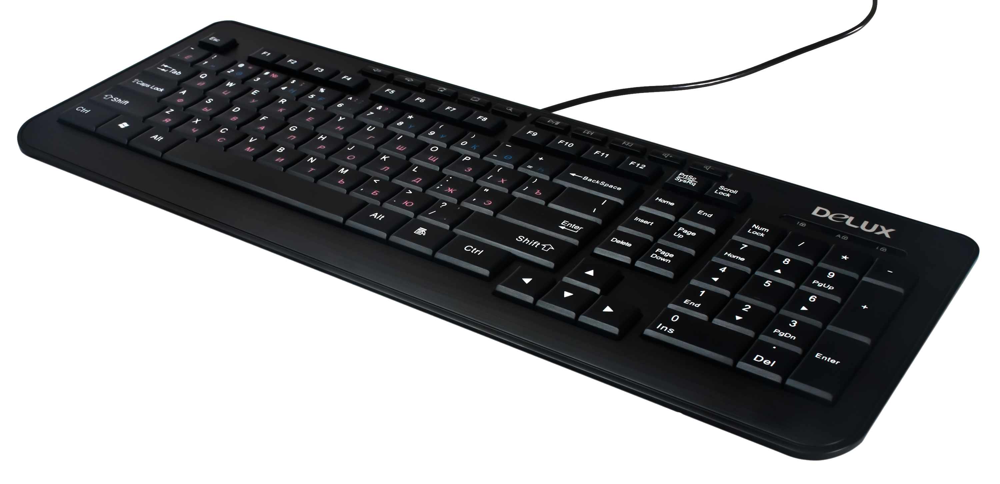 Esc
F1 F2 F3 F4
F5 F6 F7 F8
F9 F10 F11 F12
PrtSc
SysRq
Scroll
Lock
DeLUX
~ Ё
! 1
@ 2 "
# 3 №
$ 4 ;
% 5
^ 6 :
& 7 ?
* 8
( 9
) 0 Қ
_ - Ө
+ =
BackSpace
Tab
Q Й
W Ц
E У
R К
T Е
Y Н
U Г
I Ш
O Щ
P З
{ [ Х
} ] Ъ
| \
Caps Lock
A Ф
S Ы
D В
F А
G П
H Р
J О
K Л
L Д
: ; Ж
" ' Э
Enter
Shift
Z Я
X Ч
C С
V М
B И
N Т
M Ь
< , Б
> . Ю
? / .
Shift
Ctrl
Alt
Alt
Ctrl
Home
End
Insert
Page
Up
Delete
Page
Down
1 A
Num
Lock
/ * -
7
Home
8
9
PgUp
+
4
5
6
1
End
2
3
PgDn
Enter
0
Ins
.
Del